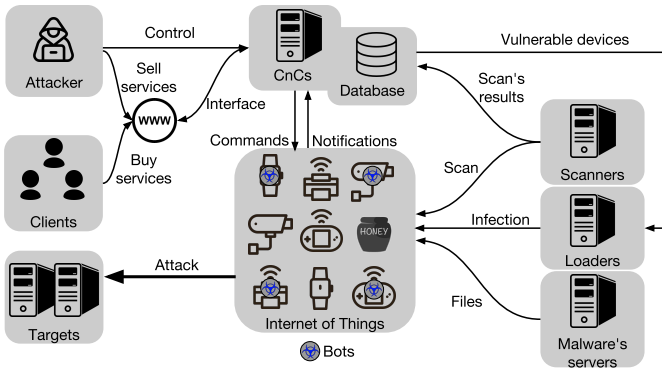 Control
Attacker
Sell
services
www
Interface
Buy
services
Clients
CnCs
Database
Vulnerable devices
Scan's
results
Commands
Notifications
Scan
Scanners
HONEY
Infection
Loaders
Attack
Targets
Files
Internet of Things
Malware's
servers
Bots